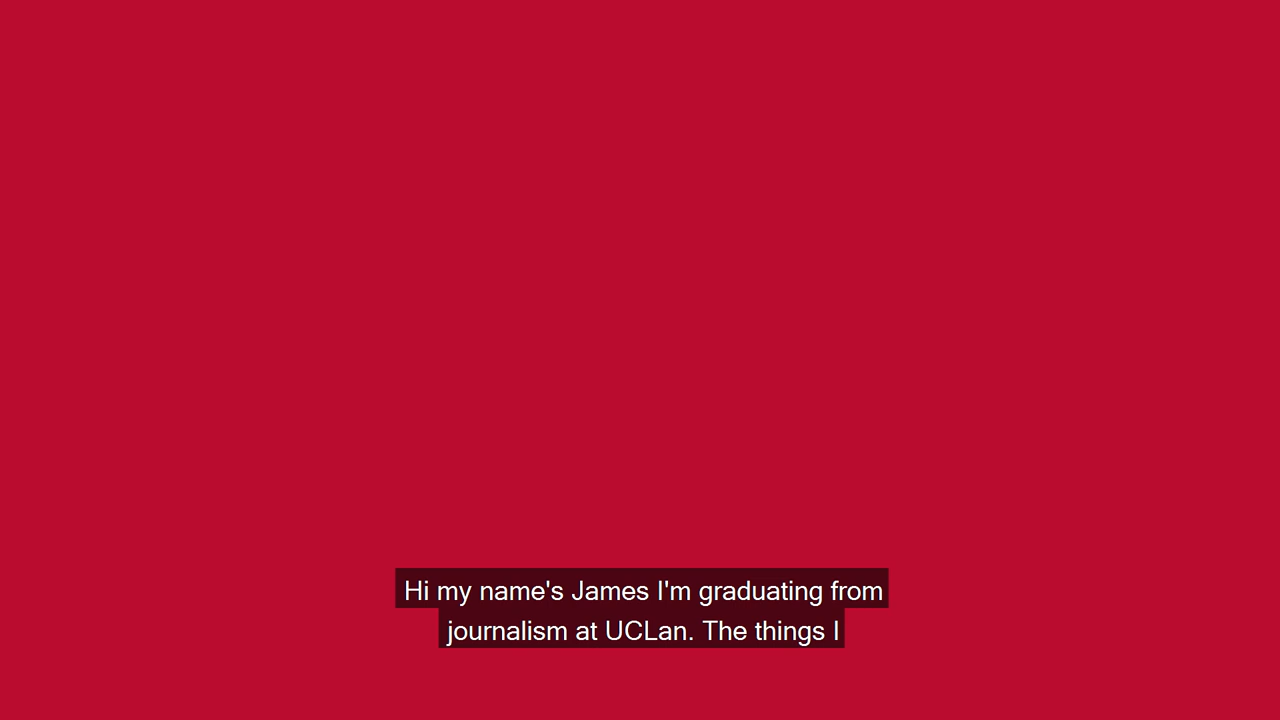 Hi my name's James I'm graduating from
journalism at UCLan. The things I